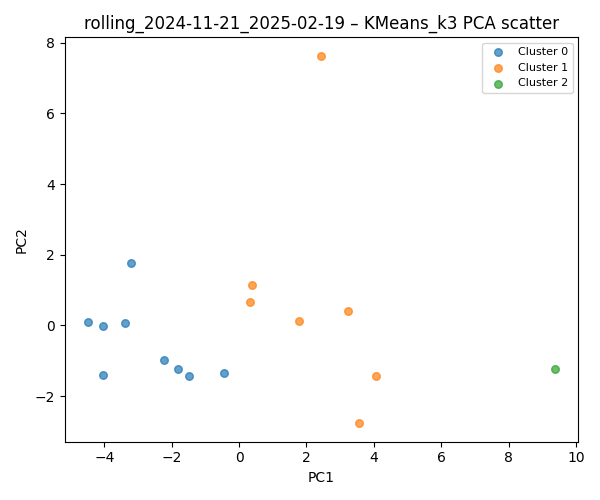 rolling_2024-11-21_2025-02-19 – KMeans_k3 PCA scatter
Cluster 0
Cluster 1
Cluster 2
8
6
4
2
0
−2
PC2
−4
−2
0
2
4
6
8
10
PC1